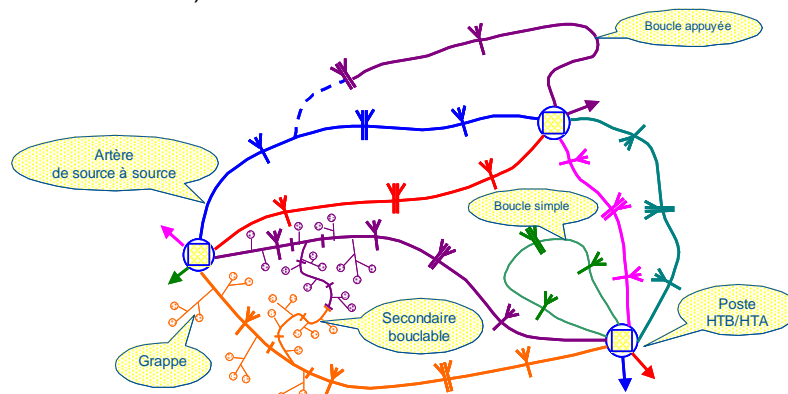 Boucle appuyée
Artère
de source à source
Boucle simple
Secondaire
bouclable
Poste
HTB/HTA
Grappe